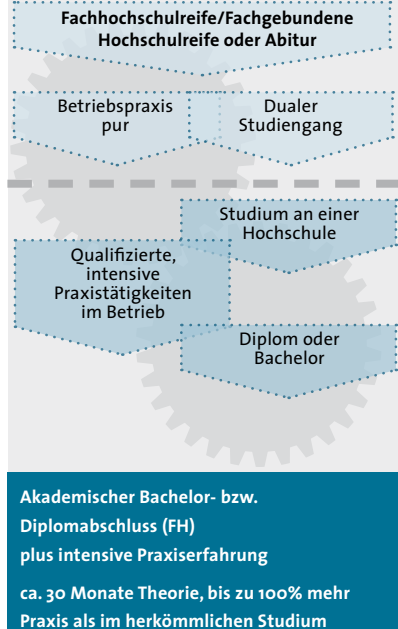 Fachhochschulreife/Fachgebundene
Hochschulreife oder Abitur
Betriebspraxis
pur
Dualer
Studiengang
Studium an einer
Hochschule
Qualifizierte,
intensive
Praxistätigkeiten
im Betrieb
Diplom oder
Bachelor
Akademischer Bachelor- bzw.
Diplomabschluss (FH)
plus intensive Praxiserfahrung
ca. 30 Monate Theorie, bis zu 100% mehr
Praxis als im herkömmlichen Studium